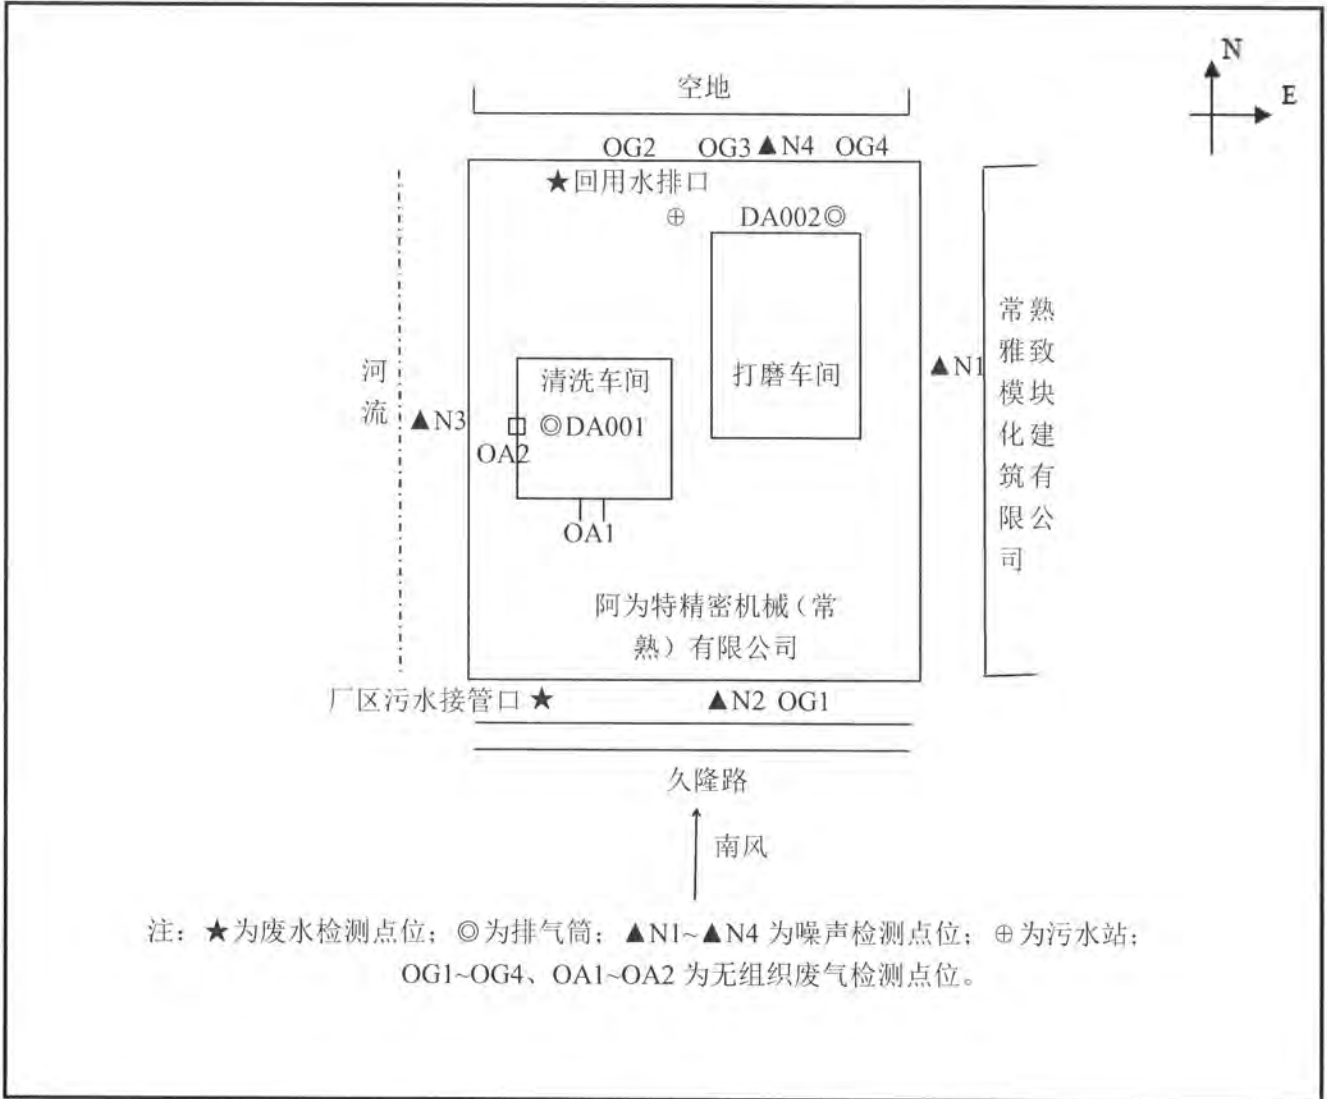 N
E
空地
OG2 OG3 ▲N4 OG4
★回用水排口
⊕
DA002◎
常熟
雅致
模块
化建
筑有
限公
司
河
流
清洗车间
打磨车间
▲N1
▲N3
◎DA001
OA2
OA1
阿为特精密机械（常
熟）有限公司
厂区污水接管口★
▲N2 OG1
久隆路
南风
注：★为废水检测点位；◎为排气筒；▲N1~▲N4 为噪声检测点位；⊕为污水站；
OG1~OG4、OA1~OA2 为无组织废气检测点位。